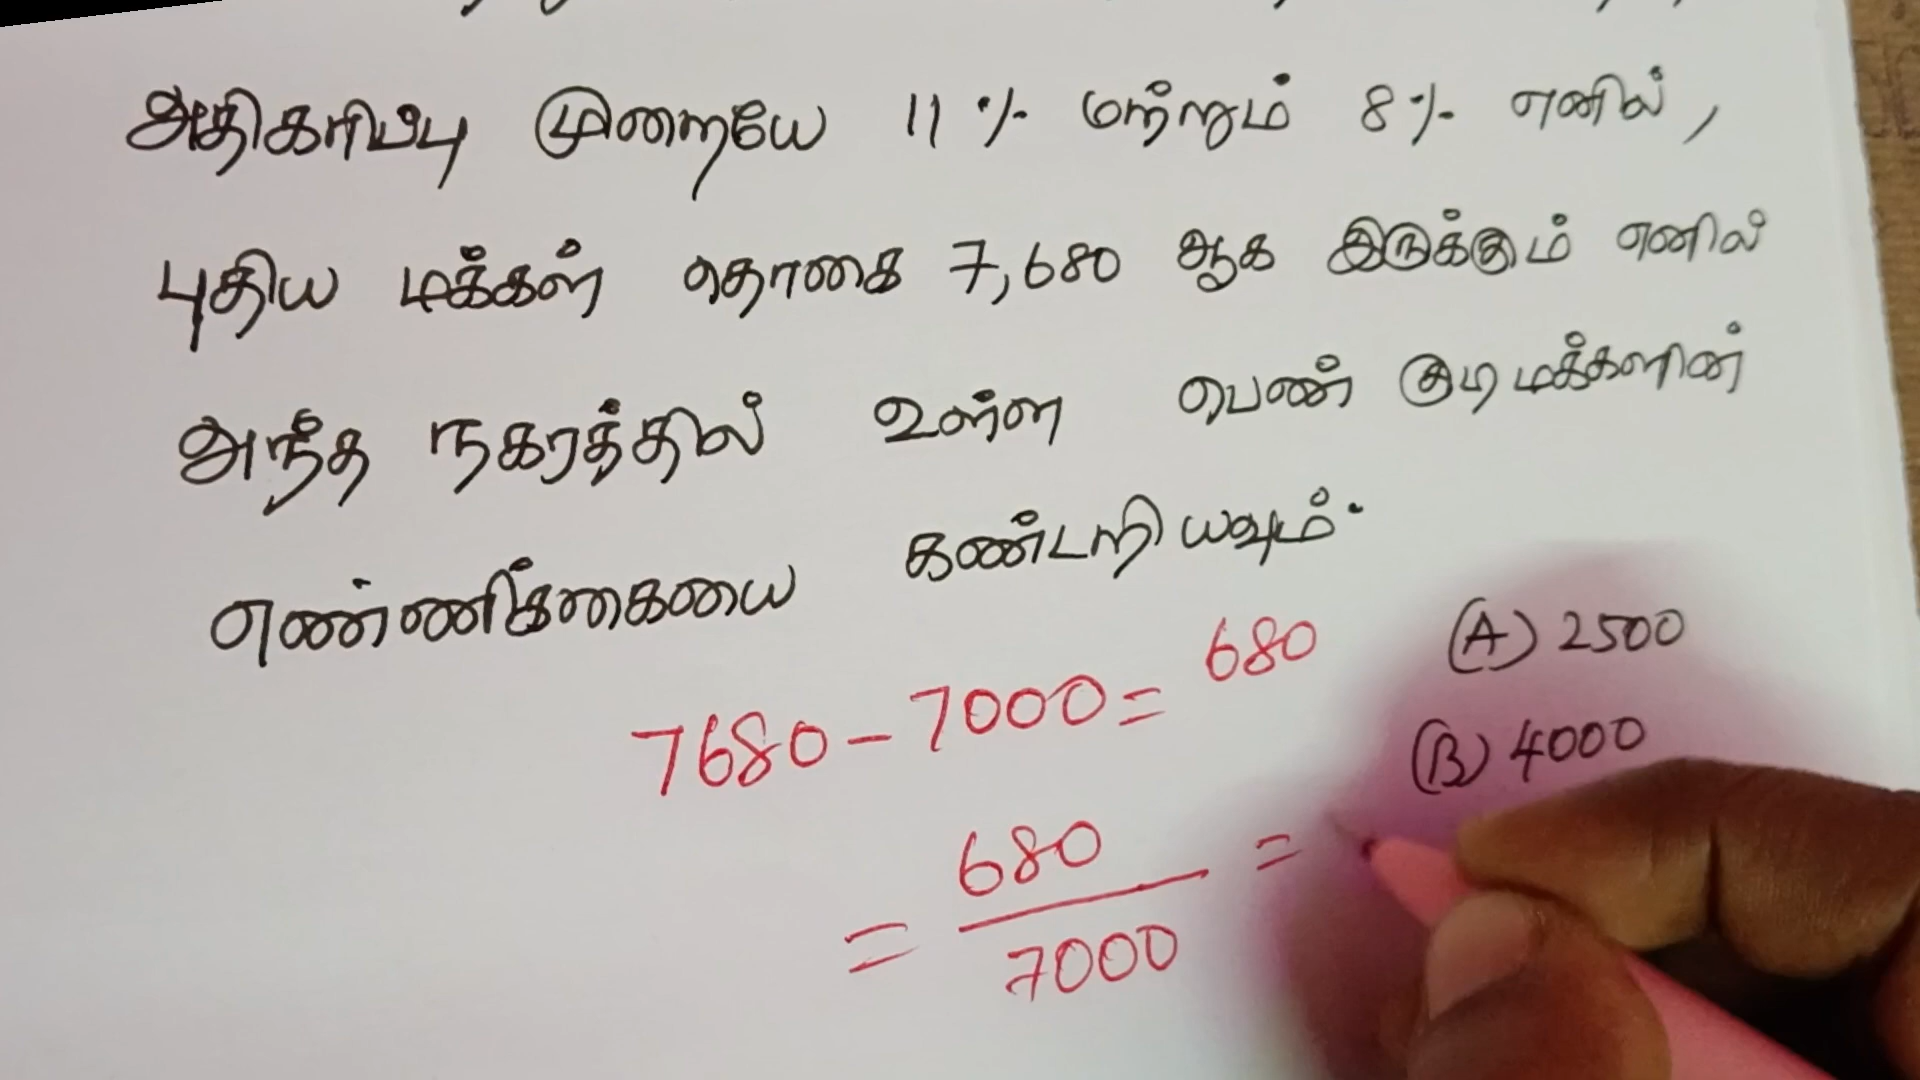 அதிகரிப்பு முறையே 11% மற்றும் 8% எனில்,
புதிய மக்கள் தொகை 7,680 ஆக இருக்கும் எனில்
அந்த நகரத்தில் உள்ள பெண் குடிமக்களின்
எண்ணிக்கையை கண்டறியவும்.
7680 - 7000 = 680
(A) 2500
(B) 4000
= 680/7000 =